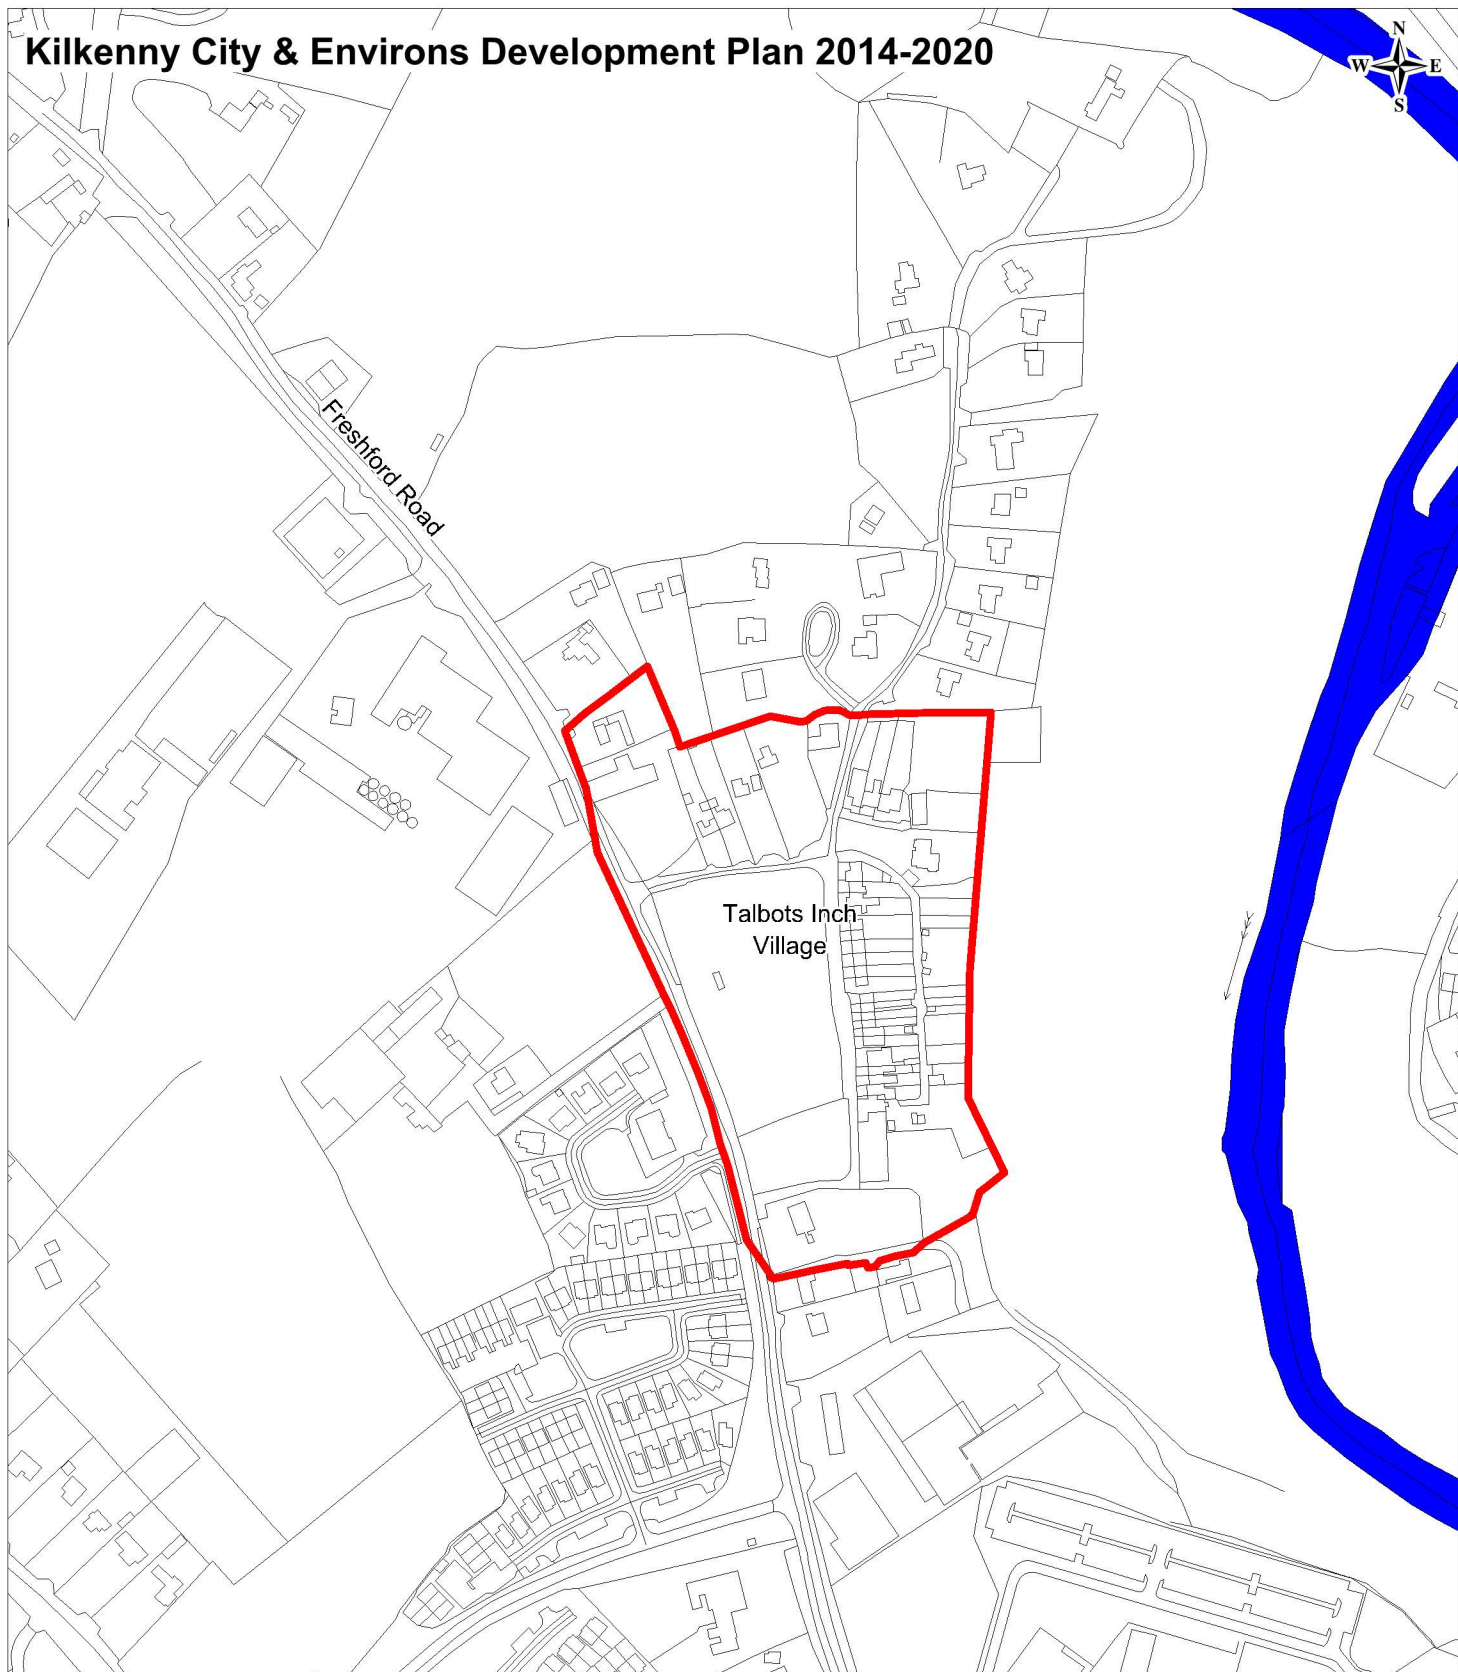 Kilkenny City & Environs Development Plan 2014-2020
N
W E
S
Freshford Road
Talbots Inch
Village